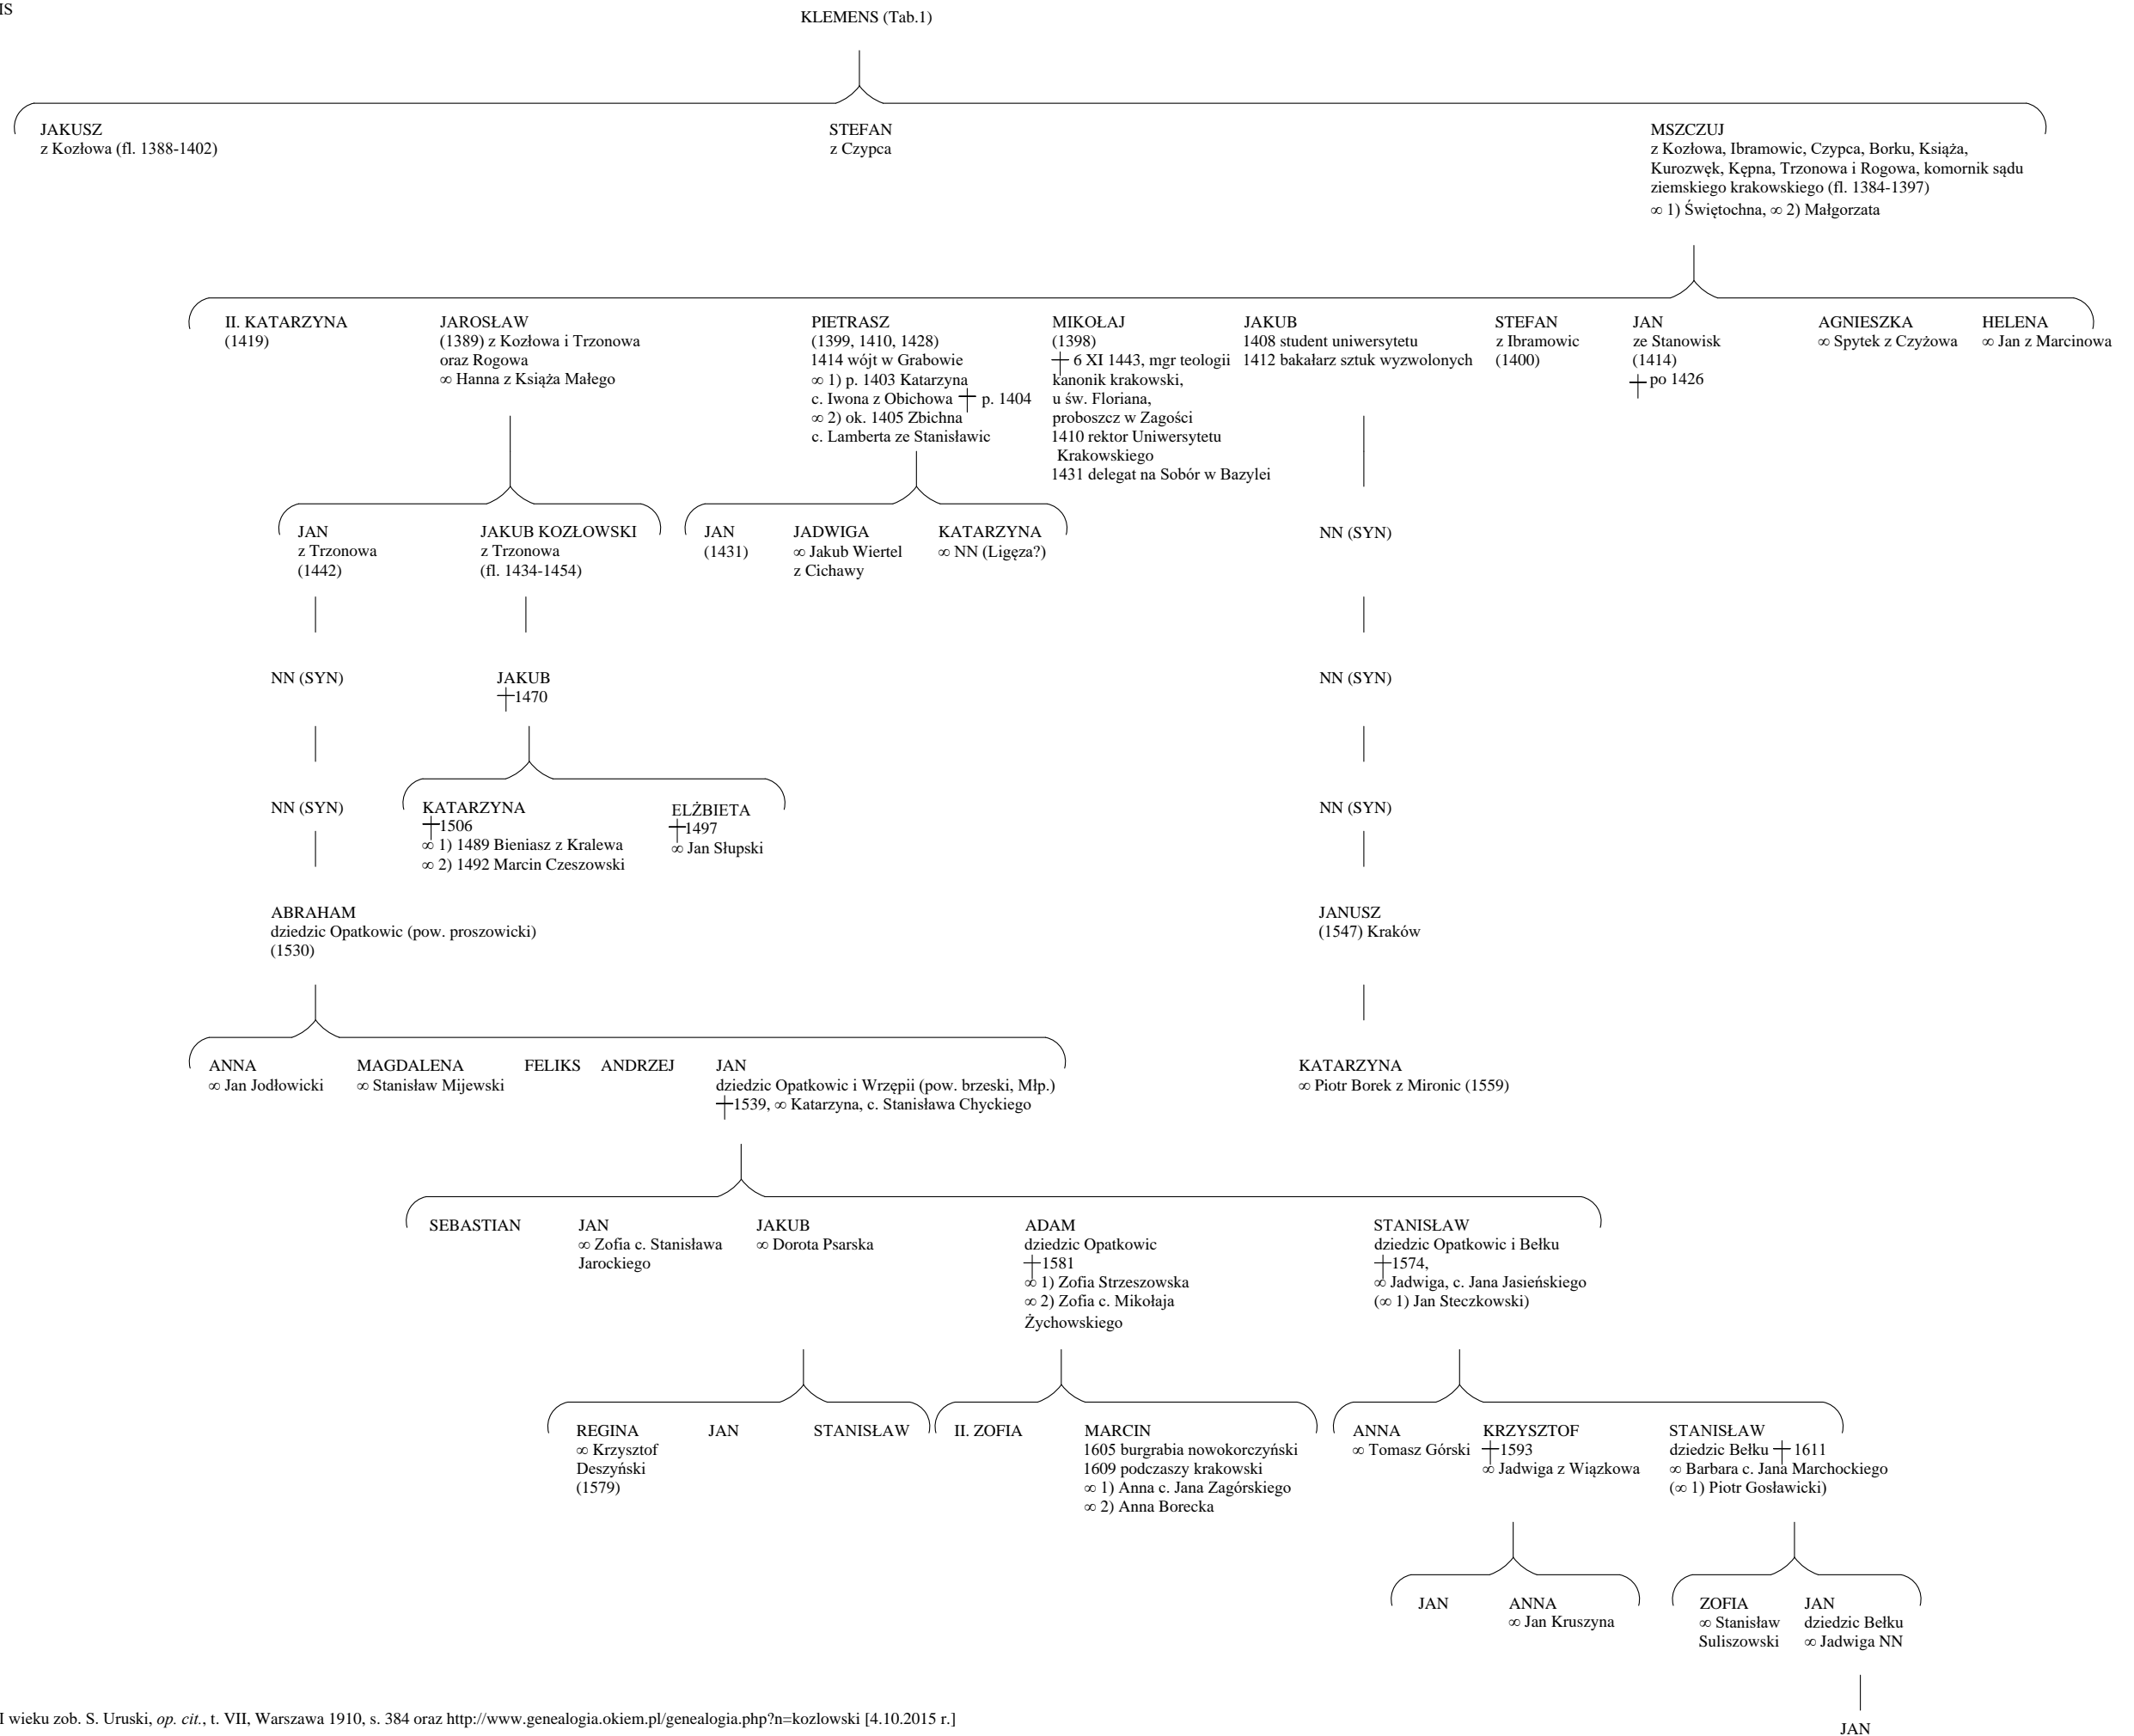 IS
KLEMENS (Tab.1)
JAKUSZ
z Kozłowa (fl. 1388-1402)
STEFAN
z Czypca
MSZCZUJ
z Kozłowa, Ibramowic, Czypca, Borku, Książa,
Kurozwęk, Kępna, Trzonowa i Rogowa, komornik sądu
ziemskiego krakowskiego (fl. 1384-1397)
∞ 1) Świętochna, ∞ 2) Małgorzata
II. KATARZYNA
(1419)
JAROSŁAW
(1389) z Kozłowa i Trzonowa
oraz Rogowa
∞ Hanna z Książa Małego
PIETRASZ
(1399, 1410, 1428)
1414 wójt w Grabowie
∞ 1) p. 1403 Katarzyna
c. Iwona z Obichowa † p. 1404
∞ 2) ok. 1405 Zbichna
c. Lamberta ze Stanisławic
MIKOŁAJ
(1398)
† 6 XI 1443, mgr teologii
kanonik krakowski,
u św. Floriana,
proboszcz w Zagości
1410 rektor Uniwersytetu
Krakowskiego
1431 delegat na Sobór w Bazylei
JAKUB
1408 student uniwersytetu
1412 bakałarz sztuk wyzwolonych
STEFAN
z Ibramowic
(1400)
JAN
ze Stanowisk
(1414)
† po 1426
AGNIESZKA
∞ Spytek z Czyżowa
HELENA
∞ Jan z Marcinowa
JAN
z Trzonowa
(1442)
JAKUB KOZŁOWSKI
z Trzonowa
(fl. 1434-1454)
JAN
(1431)
JADWIGA
∞ Jakub Wiertel
z Cichawy
KATARZYNA
∞ NN (Ligęza?)
NN (SYN)
NN (SYN)
JAKUB
†1470
NN (SYN)
NN (SYN)
KATARZYNA
†1506
∞ 1) 1489 Bieniasz z Kralewa
∞ 2) 1492 Marcin Czeszowski
ELŻBIETA
†1497
∞ Jan Słupski
NN (SYN)
ABRAHAM
dziedzic Opatkowic (pow. proszowicki)
(1530)
JANUSZ
(1547) Kraków
ANNA
∞ Jan Jodłowicki
MAGDALENA
∞ Stanisław Mijewski
FELIKS
ANDRZEJ
JAN
dziedzic Opatkowic i Wrzępii (pow. brzeski, Młp.)
†1539, ∞ Katarzyna, c. Stanisława Chyckiego
KATARZYNA
∞ Piotr Borek z Mironic (1559)
SEBASTIAN
JAN
∞ Zofia c. Stanisława
Jarockiego
JAKUB
∞ Dorota Psarska
ADAM
dziedzic Opatkowic
†1581
∞ 1) Zofia Strzeszowska
∞ 2) Zofia c. Mikołaja
Żychowskiego
STANISŁAW
dziedzic Opatkowic i Bełku
†1574,
∞ Jadwiga, c. Jana Jasieńskiego
(∞ 1) Jan Steczkowski)
REGINA
∞ Krzysztof
Deszyński
(1579)
JAN
STANISŁAW
II. ZOFIA
MARCIN
1605 burgrabia nowokorczyński
1609 podczaszy krakowski
∞ 1) Anna c. Jana Zagórskiego
∞ 2) Anna Borecka
ANNA
∞ Tomasz Górski
KRZYSZTOF
†1593
∞ Jadwiga z Wiązkowa
STANISŁAW
dziedzic Bełku † 1611
∞ Barbara c. Jana Marchockiego
(∞ 1) Piotr Gosławicki)
JAN
ANNA
∞ Jan Kruszyna
ZOFIA
∞ Stanisław
Suliszowski
JAN
dziedzic Bełku
∞ Jadwiga NN
I wieku zob. S. Uruski, op. cit., t. VII, Warszawa 1910, s. 384 oraz http://www.genealogia.okiem.pl/genealogia.php?n=kozlowski [4.10.2015 r.]
JAN